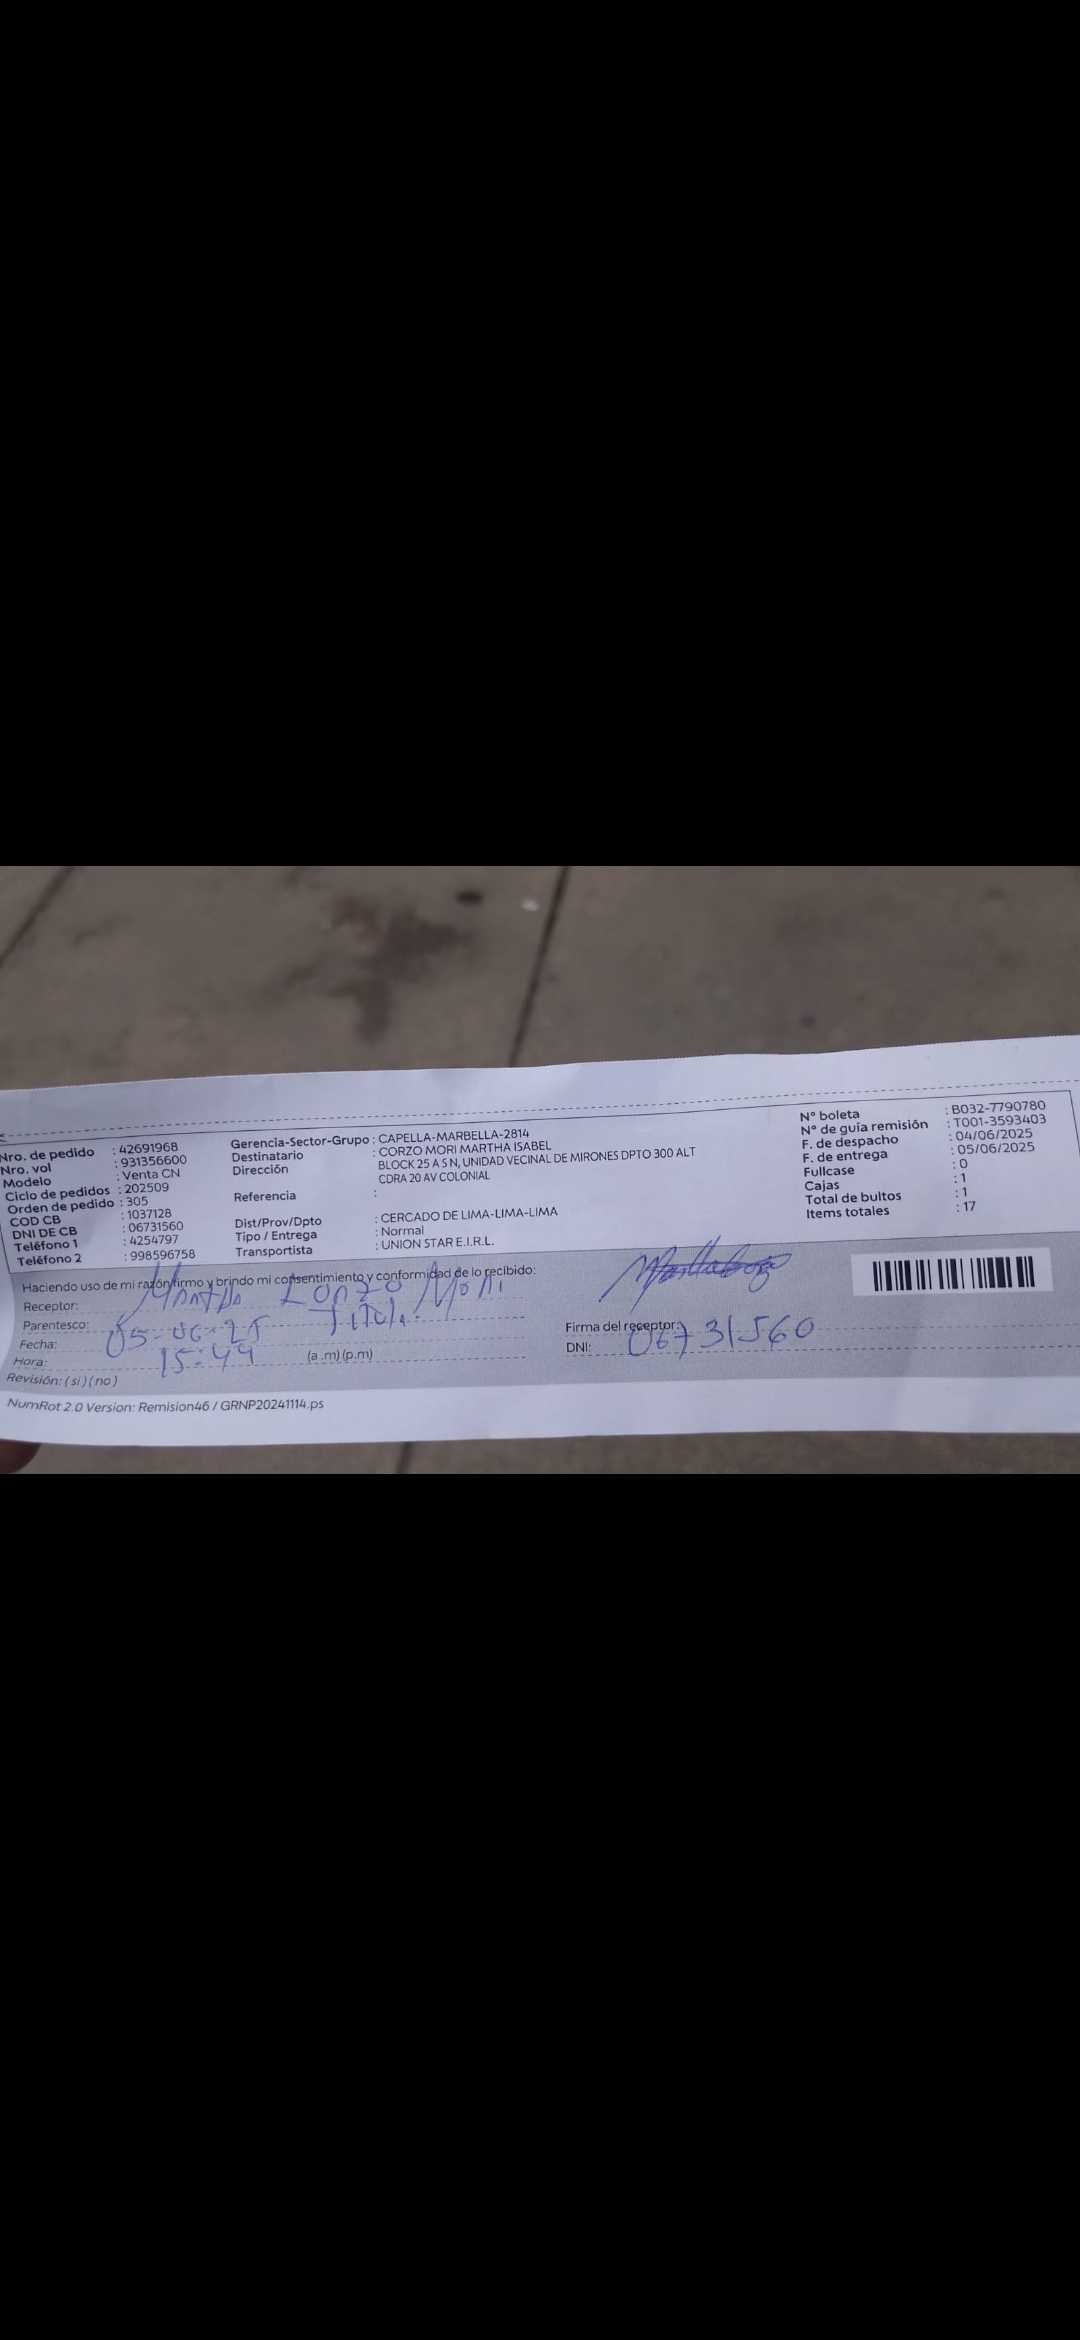 Nro. de pedido : 42691968
Nro. vol : 931356600
Modelo : Venta CN
Ciclo de pedidos : 202509
Orden de pedido : 305
COD CB : 1037128
DNI DE CB : 06731560
Teléfono 1 : 4254797
Teléfono 2 : 998596758
Gerencia-Sector-Grupo : CAPELLA-MARBELLA-2814
Destinatario : CORZO MORI MARTHA ISABEL
Dirección BLOCK 25 A S N, UNIDAD VECINAL DE MIRONES DPTO 300 ALT
CDRA 20 AV COLONIAL
Referencia :
Dist/Prov/Dpto : CERCADO DE LIMA-LIMA-LIMA
Tipo / Entrega : Normal
Transportista : UNION STAR E.I.R.L.
N° boleta : B032-7790780
N° de guía remisión : T001-3593403
F. de despacho : 04/06/2025
F. de entrega : 05/06/2025
Fullcase : 0
Cajas : 1
Total de bultos : 1
Items totales : 17
Haciendo uso de mi razón firmo y brindo mi consentimiento y conformidad de lo recibido:
Receptor: Martha Corzo Mori
Parentesco:
Fecha: 05-06-25
Hora: 15:44 (a .m) (p.m)
Revisión: ( si ) ( no )
Firma del receptor:
DNI: 06731560
NumRot 2.0 Version: Remision46 / GRNP20241114.ps